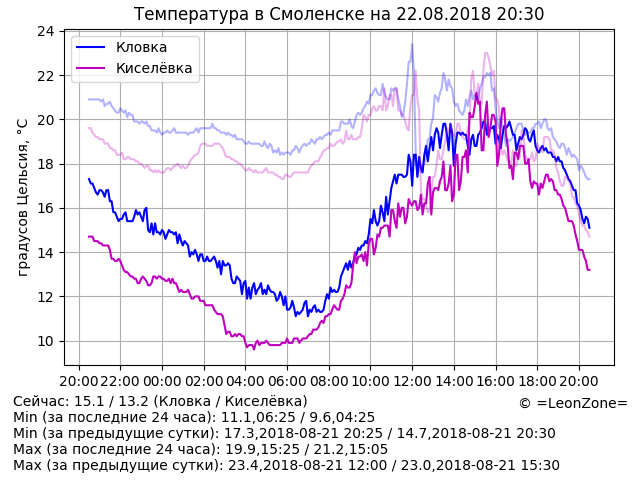 Температура в Смоленске на 22.08.2018 20:30
Кловка
Киселёвка
градусов Цельсия, °C
24
22
20
18
16
14
12
10
20:00 22:00 00:00 02:00 04:00 06:00 08:00 10:00 12:00 14:00 16:00 18:00 20:00
Сейчас: 15.1 / 13.2 (Кловка / Киселёвка)
© =LeonZone=
Min (за последние 24 часа): 11.1,06:25 / 9.6,04:25
Min (за предыдущие сутки): 17.3,2018-08-21 20:25 / 14.7,2018-08-21 20:30
Max (за последние 24 часа): 19.9,15:25 / 21.2,15:05
Max (за предыдущие сутки): 23.4,2018-08-21 12:00 / 23.0,2018-08-21 15:30